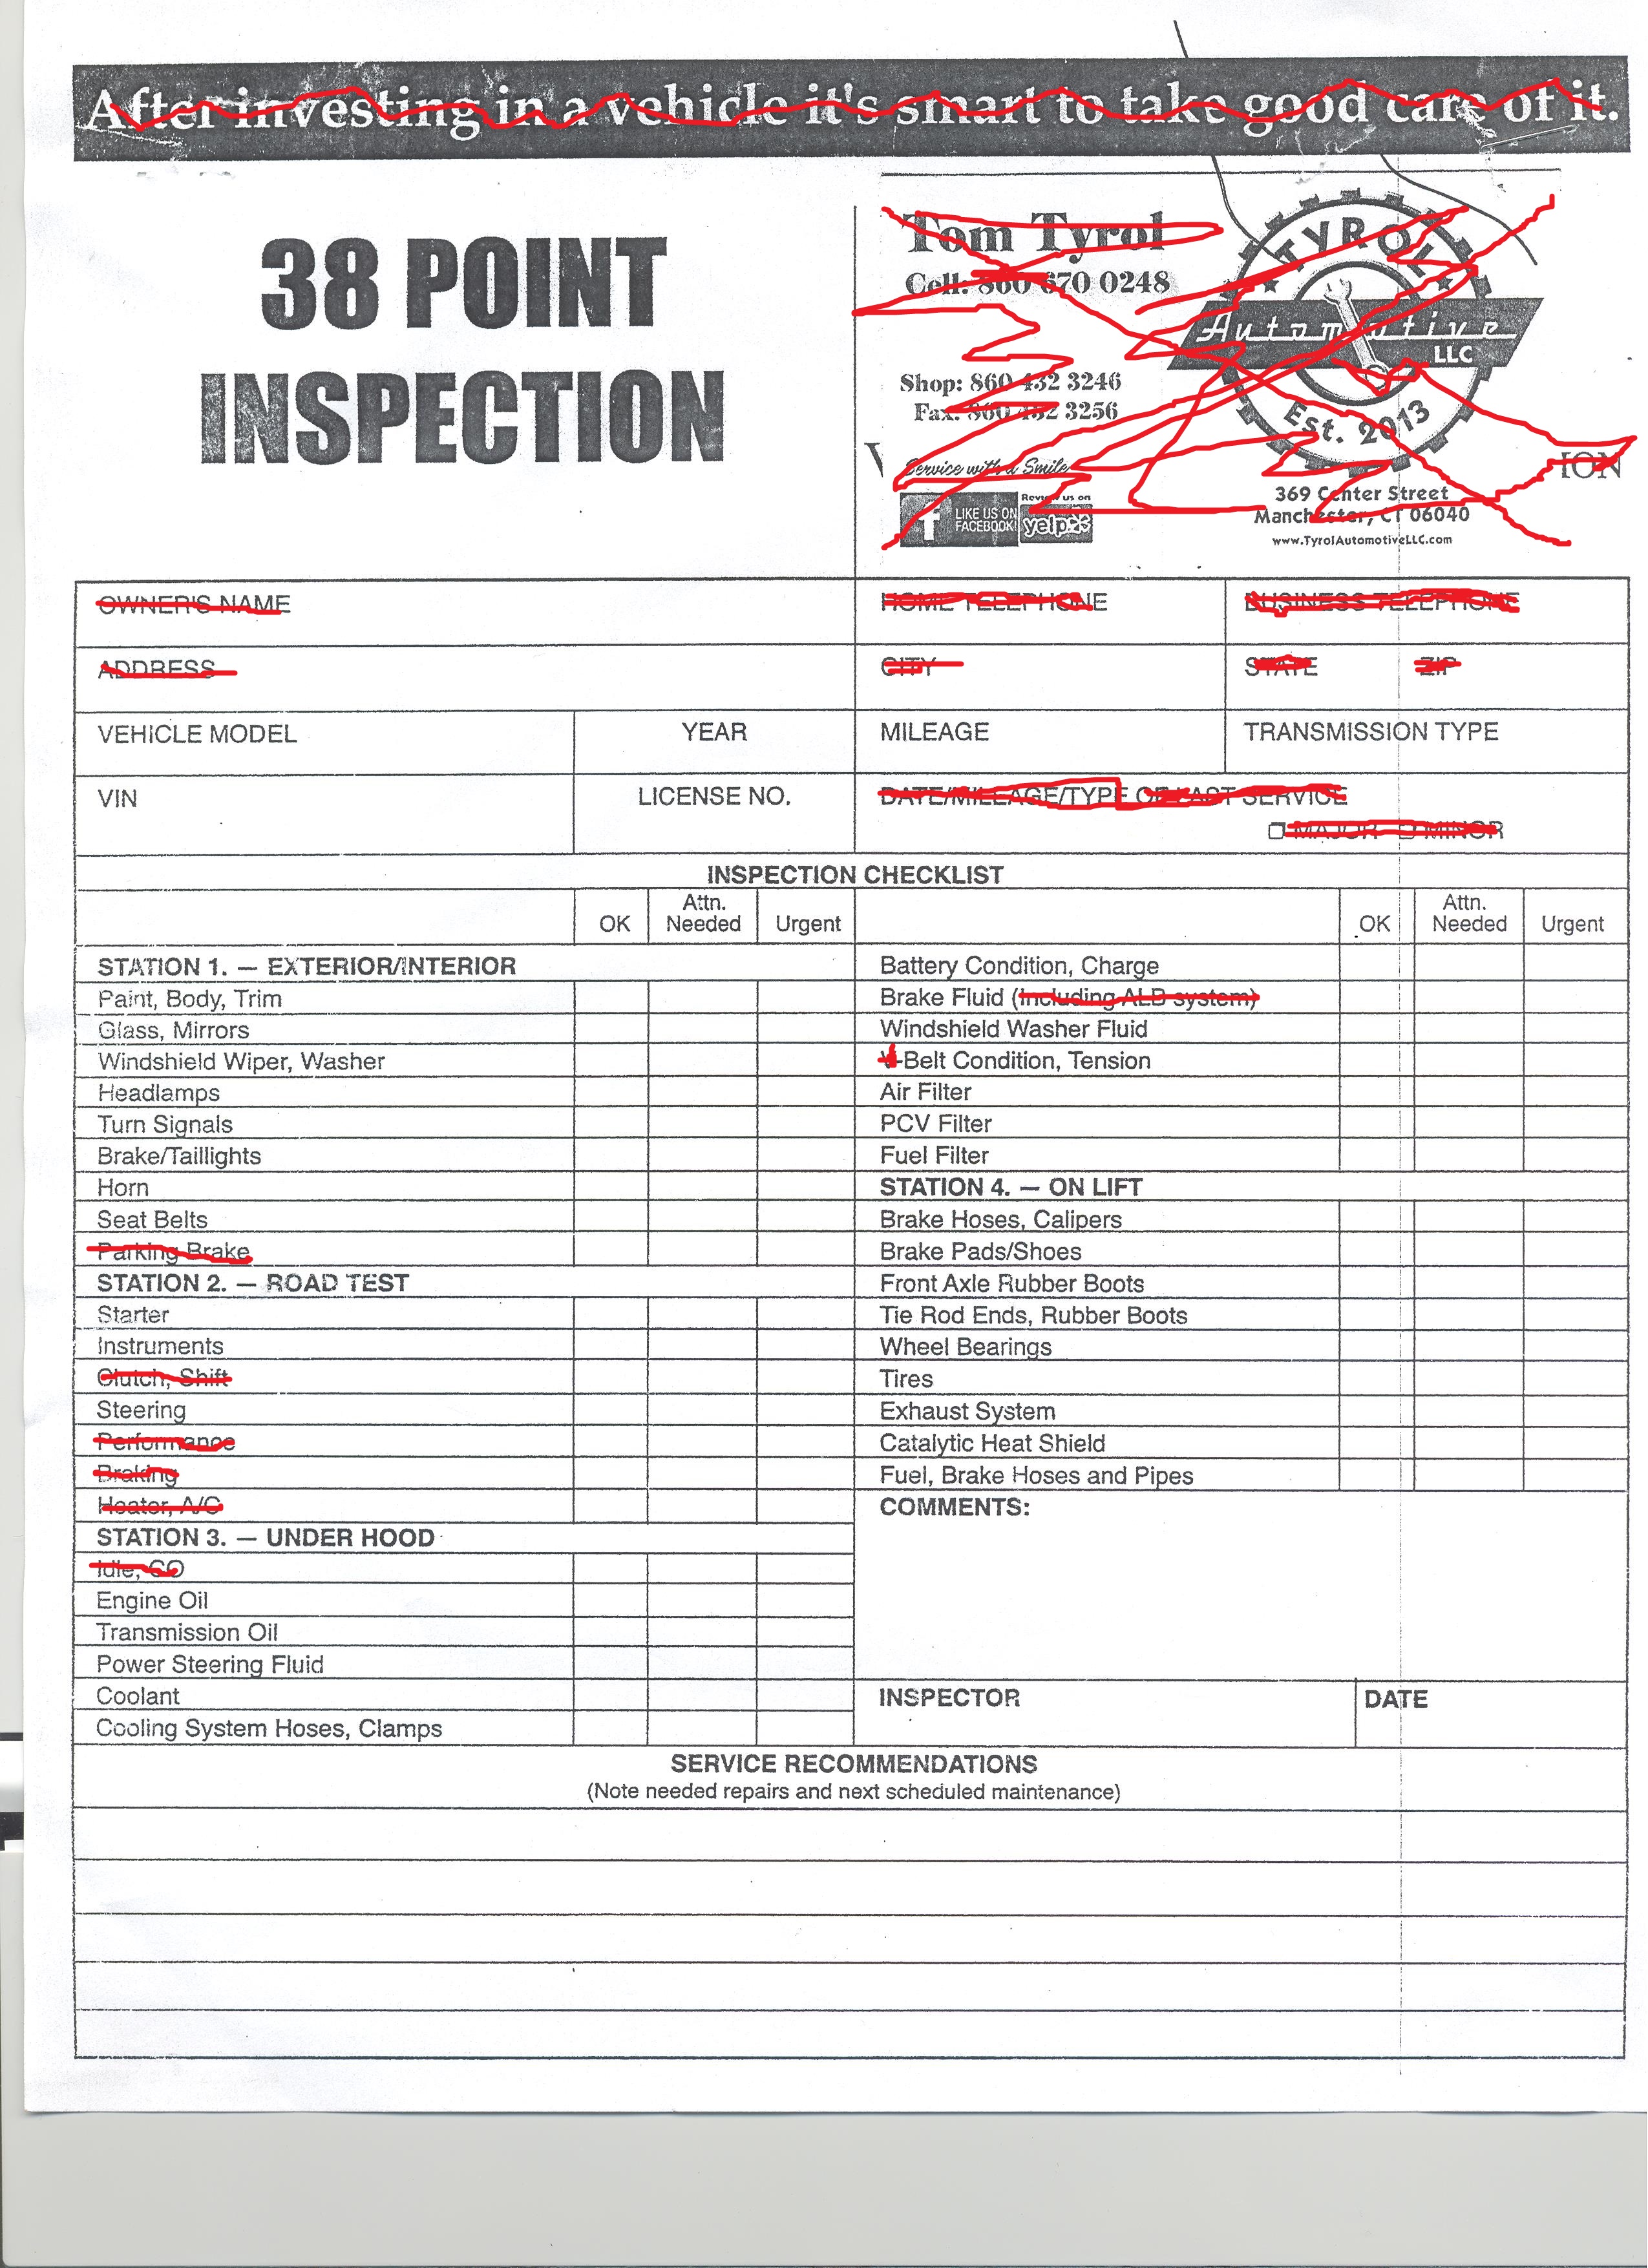 After investing in a vehicle it's smart to take good care of it.
38 POINT
INSPECTION
Tom Tyrol
Cell: 860 670 0248
Shop: 860 432 3246
Fax: 860 432 3256
Service with a Smile
LIKE US ON
FACEBOOK!
Review us on
yelp
TYROL
Automotive
LLC
Est. 2013
369 Center Street
Manchester, CT 06040
www.TyrolAutomotiveLLC.com
OWNER'S NAME HOME TELEPHONE BUSINESS TELEPHONE
ADDRESS CITY STATE ZIP
VEHICLE MODEL YEAR MILEAGE TRANSMISSION TYPE
VIN LICENSE NO. DATE/MILEAGE/TYPE OF LAST SERVICE
☐ MAJOR ☐ MINOR
INSPECTION CHECKLIST
OK Attn. Needed Urgent OK Attn. Needed Urgent
STATION 1. — EXTERIOR/INTERIOR
Paint, Body, Trim
Glass, Mirrors
Windshield Wiper, Washer
Headlamps
Turn Signals
Brake/Taillights
Horn
Seat Belts
Parking Brake
STATION 2. — ROAD TEST
Starter
Instruments
Clutch, Shift
Steering
Performance
Braking
Heater, A/C
STATION 3. — UNDER HOOD
Idle, CO
Engine Oil
Transmission Oil
Power Steering Fluid
Coolant
Cooling System Hoses, Clamps
Battery Condition, Charge
Brake Fluid (Including ALB system)
Windshield Washer Fluid
V-Belt Condition, Tension
Air Filter
PCV Filter
Fuel Filter
STATION 4. — ON LIFT
Brake Hoses, Calipers
Brake Pads/Shoes
Front Axle Rubber Boots
Tie Rod Ends, Rubber Boots
Wheel Bearings
Tires
Exhaust System
Catalytic Heat Shield
Fuel, Brake Hoses and Pipes
COMMENTS:
INSPECTOR DATE
SERVICE RECOMMENDATIONS
(Note needed repairs and next scheduled maintenance)